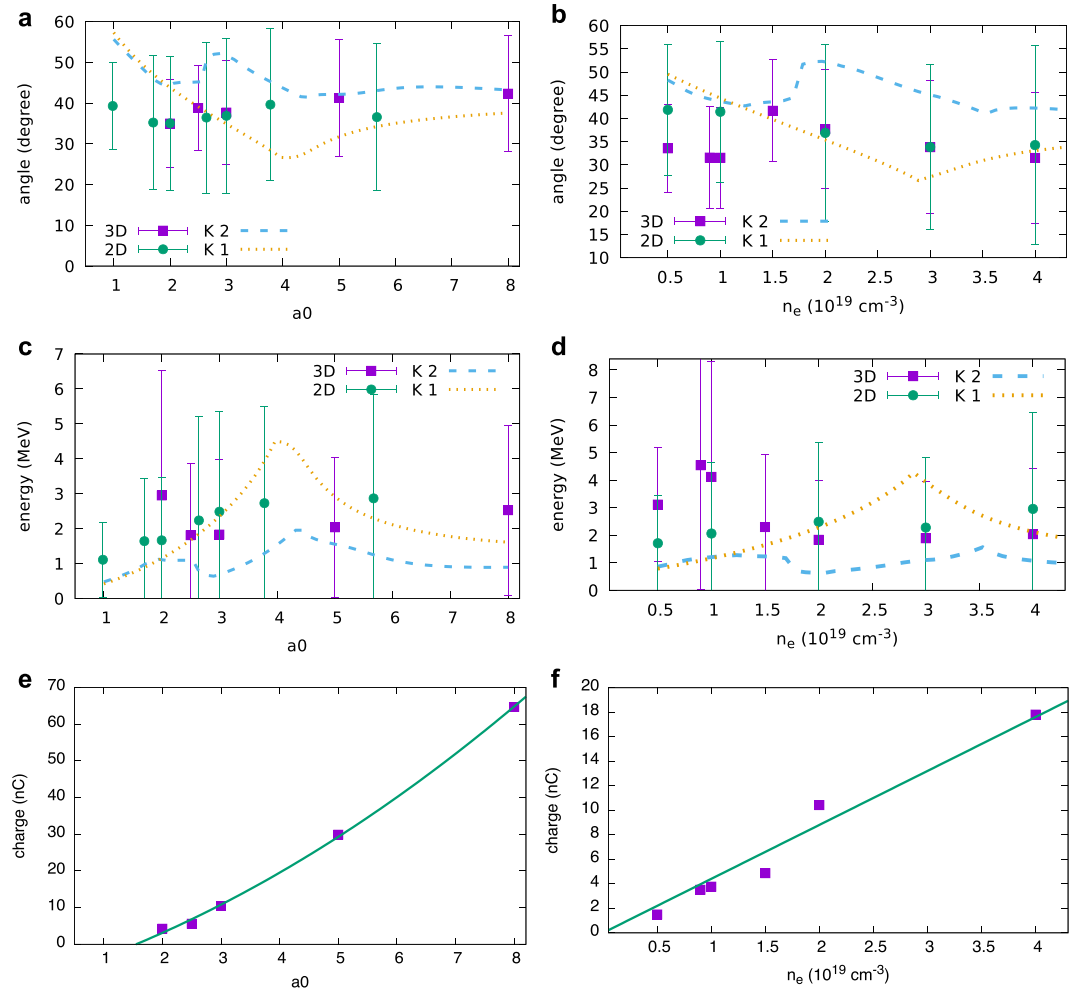 a
60
50
40
30
20
10
0
angle (degree)
3D K 2
2D K 1
1 2 3 4 5 6 7 8
a0
b
60
55
50
45
40
35
30
25
20
15
10
angle (degree)
3D K 2
2D K 1
0.5 1 1.5 2 2.5 3 3.5 4
nₑ (10¹⁹ cm⁻³)
c
7
6
5
4
3
2
1
0
energy (MeV)
3D K 2
2D K 1
1 2 3 4 5 6 7 8
a0
d
8
7
6
5
4
3
2
1
0
energy (MeV)
3D K 2
2D K 1
0.5 1 1.5 2 2.5 3 3.5 4
nₑ (10¹⁹ cm⁻³)
e
70
60
50
40
30
20
10
0
charge (nC)
1 2 3 4 5 6 7 8
a0
f
20
18
16
14
12
10
8
6
4
2
0
charge (nC)
0.5 1 1.5 2 2.5 3 3.5 4
nₑ (10¹⁹ cm⁻³)